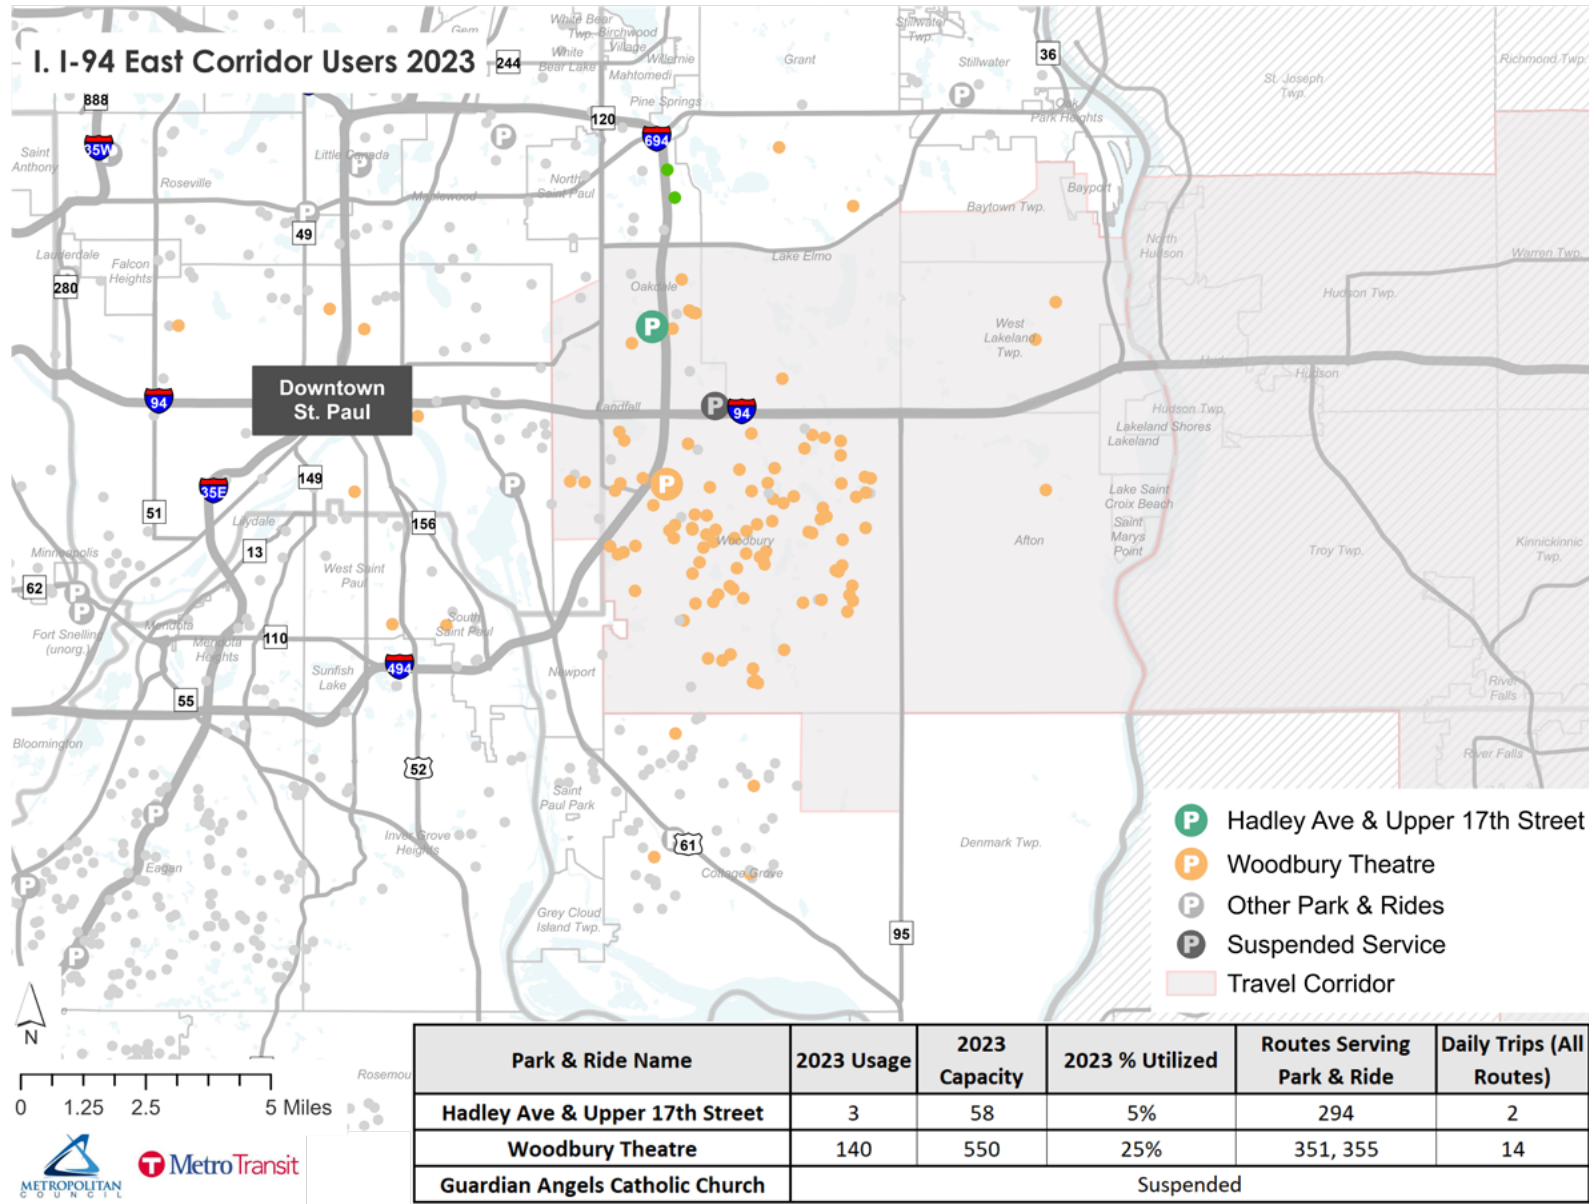 I. I-94 East Corridor Users 2023
Gem
White Bear
Twp.
Birchwood
Village
White
Bear Lake
Willernie
Mahtomedi
Grant
Stillwater
Twp.
Stillwater
36
Richmond Twp.
St. Joseph
Twp.
244
888
Pine Springs
Oak
Park Heights
120
694
35W
Saint
Anthony
Little Canada
Roseville
Maplewood
North
Saint Paul
Bayport
Baytown Twp.
49
North
Hudson
Lauderdale
Falcon
Heights
Lake Elmo
Warren Twp.
280
Oakdale
Hudson Twp.
West
Lakeland
Twp.
Downtown
St. Paul
94
Landfall
94
Hudson
Hudson Twp.
Lakeland Shores
Lakeland
149
35E
51
Lilydale
156
Lake Saint
Croix Beach
Saint
Marys
Point
Minneapolis
13
Woodbury
Afton
Troy Twp.
Kinnickinnic
Twp.
62
West Saint
Paul
Fort Snelling
(unorg.)
Mendota
Mendota
Heights
110
South
Saint Paul
Sunfish
Lake
494
Newport
55
River
Falls
Bloomington
River Falls
52
Saint
Paul Park
61
Inver Grove
Heights
Denmark Twp.
Eagan
Cottage Grove
Grey Cloud
Island Twp.
95
P Hadley Ave & Upper 17th Street
P Woodbury Theatre
P Other Park & Rides
P Suspended Service
Travel Corridor
N
Rosemou
0 1.25 2.5 5 Miles
METROPOLITAN
COUNCIL
T MetroTransit
Park & Ride Name 2023 Usage 2023 Capacity 2023 % Utilized Routes Serving Park & Ride Daily Trips (All Routes)
Hadley Ave & Upper 17th Street 3 58 5% 294 2
Woodbury Theatre 140 550 25% 351, 355 14
Guardian Angels Catholic Church Suspended